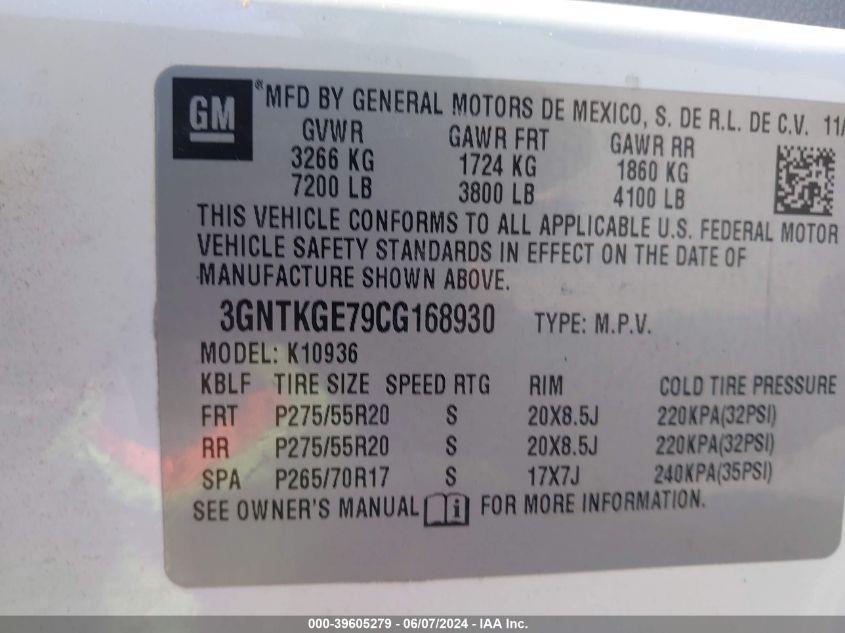 GM ® MFD BY GENERAL MOTORS DE MEXICO, S. DE R.L. DE C.V. 11/
GVWR GAWR FRT GAWR RR
3266 KG 1724 KG 1860 KG
7200 LB 3800 LB 4100 LB
THIS VEHICLE CONFORMS TO ALL APPLICABLE U.S. FEDERAL MOTOR
VEHICLE SAFETY STANDARDS IN EFFECT ON THE DATE OF
MANUFACTURE SHOWN ABOVE.
3GNTKGE79CG168930 TYPE: M.P.V.
MODEL: K10936
KBLF TIRE SIZE SPEED RTG RIM COLD TIRE PRESSURE
FRT P275/55R20 S 20X8.5J 220KPA(32PSI)
RR P275/55R20 S 20X8.5J 220KPA(32PSI)
SPA P265/70R17 S 17X7J 240KPA(35PSI)
SEE OWNER'S MANUAL i FOR MORE INFORMATION.
000-39605279 - 06/07/2024 - IAA Inc.